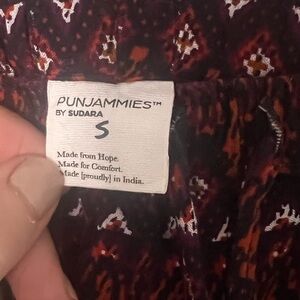 PUNJAMMIES™
BY SUDARA
S
Made from Hope.
Made for Comfort.
Made [proudly] in India.